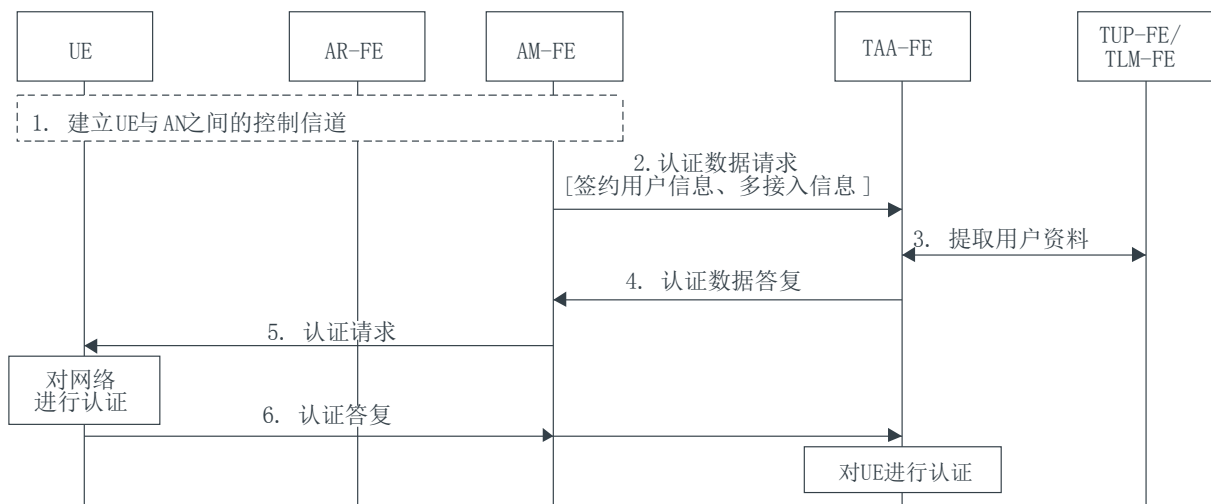 UE
AR-FE
AM-FE
TAA-FE
TUP-FE/
TLM-FE
1. 建立UE与AN之间的控制信道
2.认证数据请求
[签约用户信息、多接入信息]
3. 提取用户资料
4. 认证数据答复
5. 认证请求
对网络
进行认证
6. 认证答复
对UE进行认证